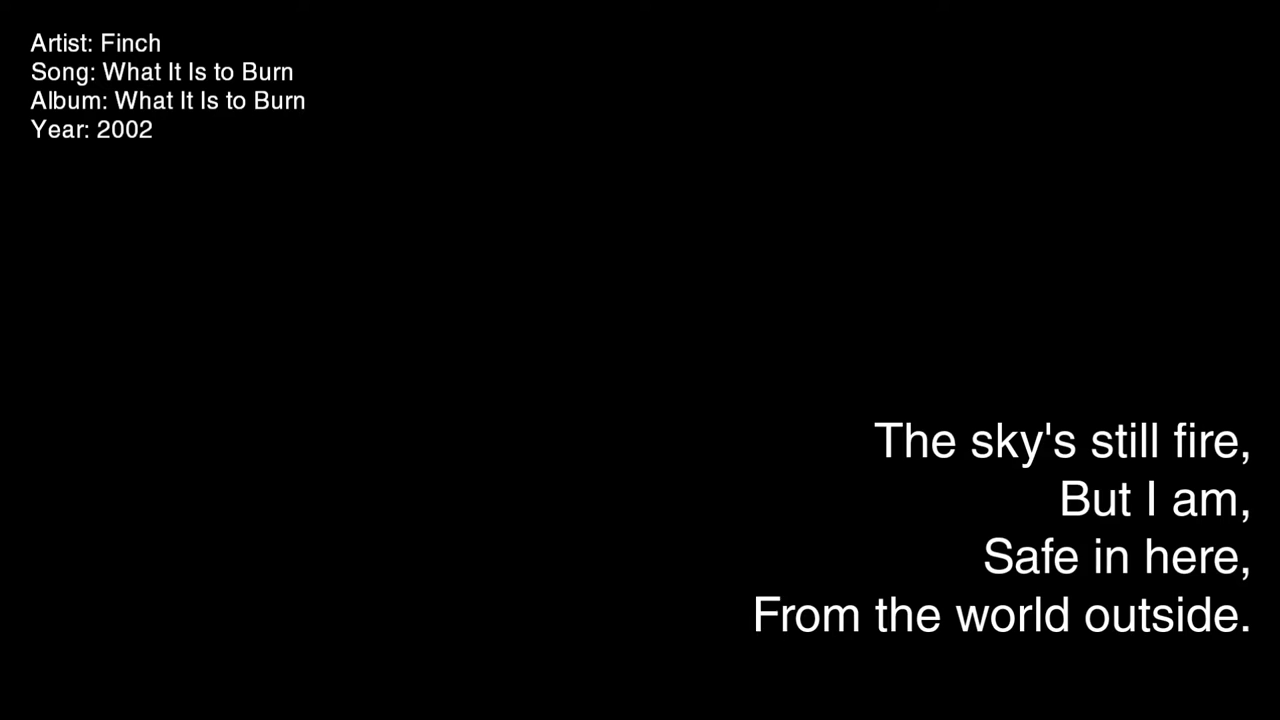 Artist: Finch
Song: What It Is to Burn
Album: What It Is to Burn
Year: 2002
The sky's still fire,
But I am,
Safe in here,
From the world outside.